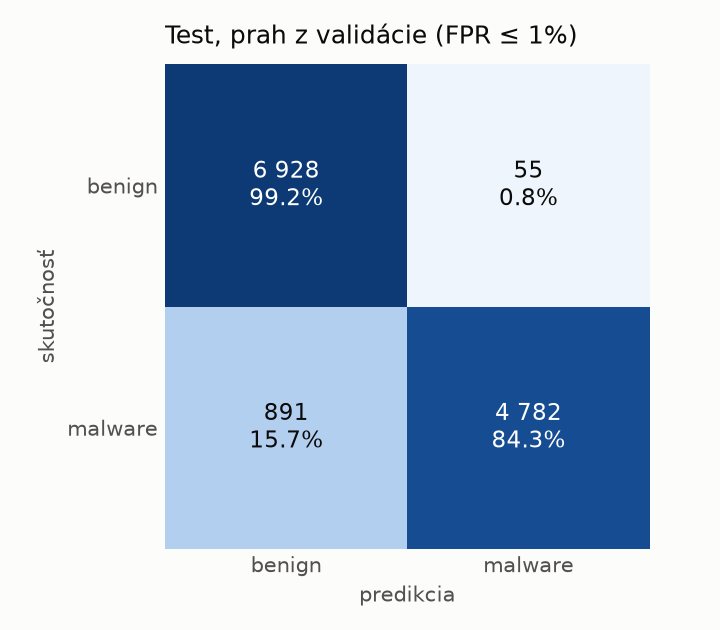 Test, prah z validácie (FPR ≤ 1%)
skutočnosť
benign
6 928
99.2%
55
0.8%
malware
891
15.7%
4 782
84.3%
benign
malware
predikcia